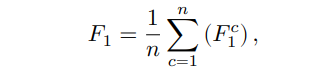 F_1 = \frac{1}{n} \sum_{c=1}^{n} (F_1^c),